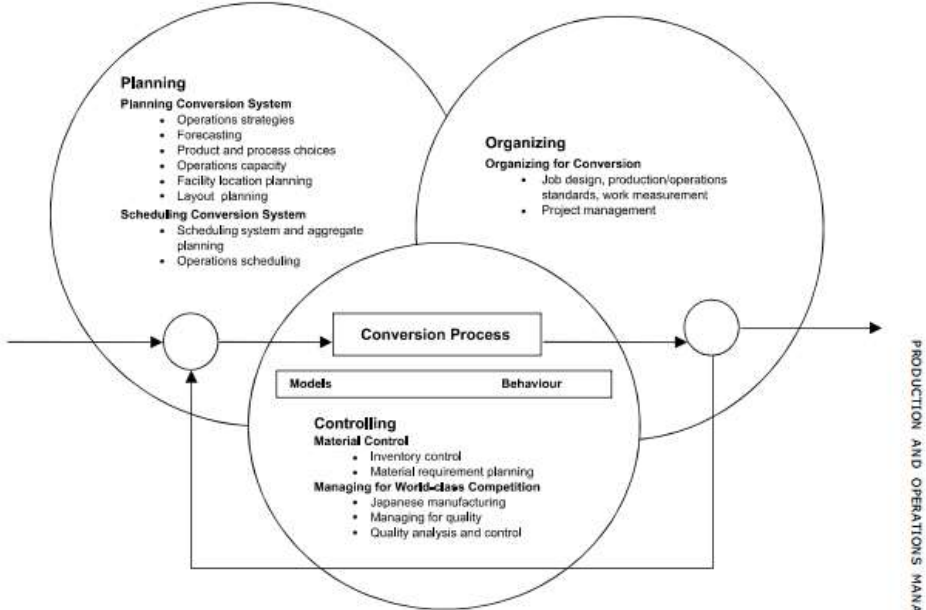 Planning
Planning Conversion System
• Operations strategies
• Forecasting
• Product and process choices
• Operations capacity
• Facility location planning
• Layout planning
Scheduling Conversion System
• Scheduling system and aggregate
planning
• Operations scheduling
Organizing
Organizing for Conversion
• Job design, production/operations
standards, work measurement
• Project management
Conversion Process
Models Behaviour
Controlling
Material Control
• Inventory control
• Material requirement planning
Managing for World-class Competition
• Japanese manufacturing
• Managing for quality
• Quality analysis and control
PRODUCTION AND OPERATIONS MANA